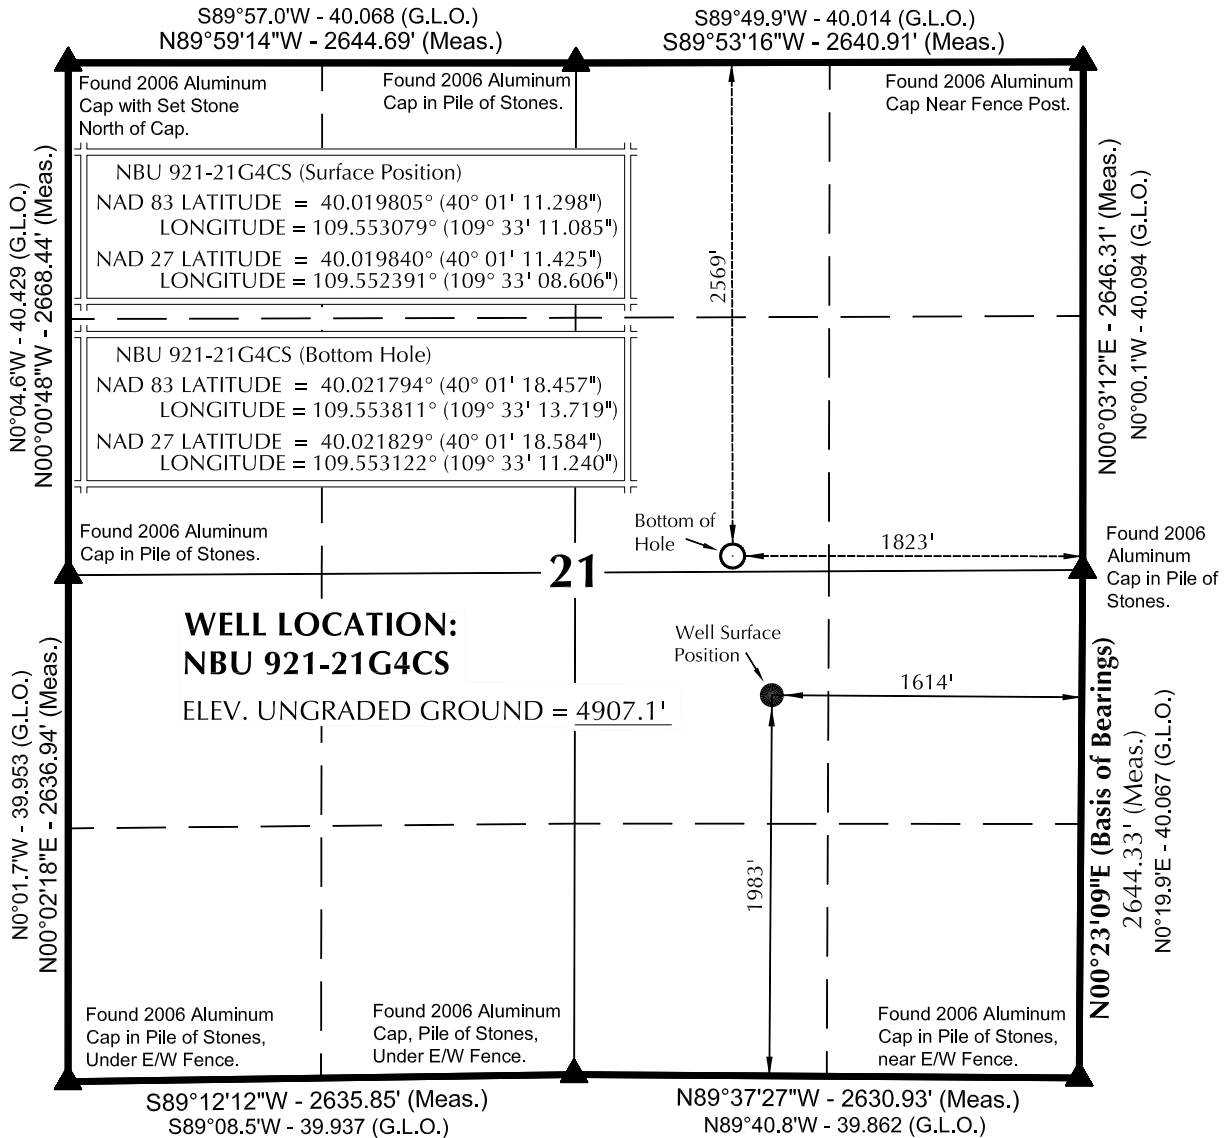 S89°57.0'W - 40.068 (G.L.O.)
N89°59'14"W - 2644.69' (Meas.)
S89°49.9'W - 40.014 (G.L.O.)
S89°53'16"W - 2640.91' (Meas.)
Found 2006 Aluminum
Cap with Set Stone
North of Cap.
Found 2006 Aluminum
Cap in Pile of Stones.
Found 2006 Aluminum
Cap Near Fence Post.
NBU 921-21G4CS (Surface Position)
NAD 83 LATITUDE = 40.019805° (40° 01' 11.298")
LONGITUDE = 109.553079° (109° 33' 11.085")
NAD 27 LATITUDE = 40.019840° (40° 01' 11.425")
LONGITUDE = 109.552391° (109° 33' 08.606")
NBU 921-21G4CS (Bottom Hole)
NAD 83 LATITUDE = 40.021794° (40° 01' 18.457")
LONGITUDE = 109.553811° (109° 33' 13.719")
NAD 27 LATITUDE = 40.021829° (40° 01' 18.584")
LONGITUDE = 109.553122° (109° 33' 11.240")
N0°04.6'W - 40.429 (G.L.O.)
N00°00'48"W - 2668.44' (Meas.)
2569'
N00°03'12"E - 2646.31' (Meas.)
N0°00.1'W - 40.094 (G.L.O.)
Found 2006 Aluminum
Cap in Pile of Stones.
Bottom of
Hole
1823'
Found 2006
Aluminum
Cap in Pile of
Stones.
21
WELL LOCATION:
NBU 921-21G4CS
ELEV. UNGRADED GROUND = 4907.1'
Well Surface
Position
1614'
1983'
N0°01.7'W - 39.953 (G.L.O.)
N00°02'18"E - 2636.94' (Meas.)
N00°23'09"E (Basis of Bearings)
2644.33' (Meas.)
N0°19.9'E - 40.067 (G.L.O.)
Found 2006 Aluminum
Cap in Pile of Stones,
Under E/W Fence.
Found 2006 Aluminum
Cap, Pile of Stones,
Under E/W Fence.
Found 2006 Aluminum
Cap in Pile of Stones,
near E/W Fence.
S89°12'12"W - 2635.85' (Meas.)
S89°08.5'W - 39.937 (G.L.O.)
N89°37'27"W - 2630.93' (Meas.)
N89°40.8'W - 39.862 (G.L.O.)